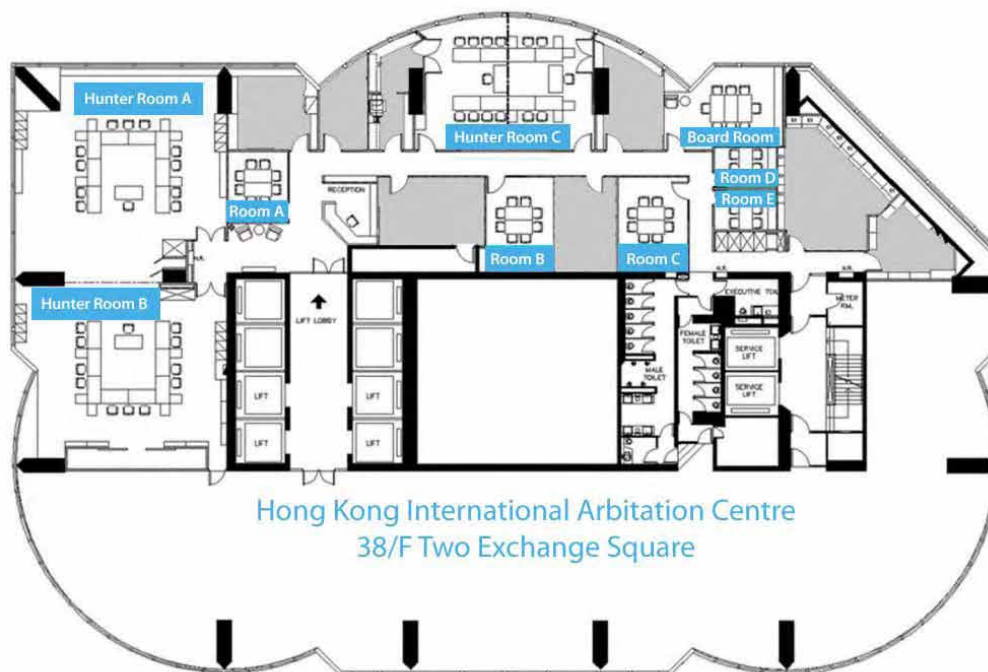 Hunter Room A
Hunter Room C
Board Room
Room D
Room E
Room A
RECEPTION
Room B
Room C
H.R.
H.R.
H.R.
Hunter Room B
LIFT LOBBY
EXECUTIVE TOILET
METER RM.
FEMALE TOILET
SERVICE LIFT
MALE TOILET
SERVICE LIFT
LIFT
LIFT
LIFT
LIFT
Hong Kong International Arbitation Centre
38/F Two Exchange Square